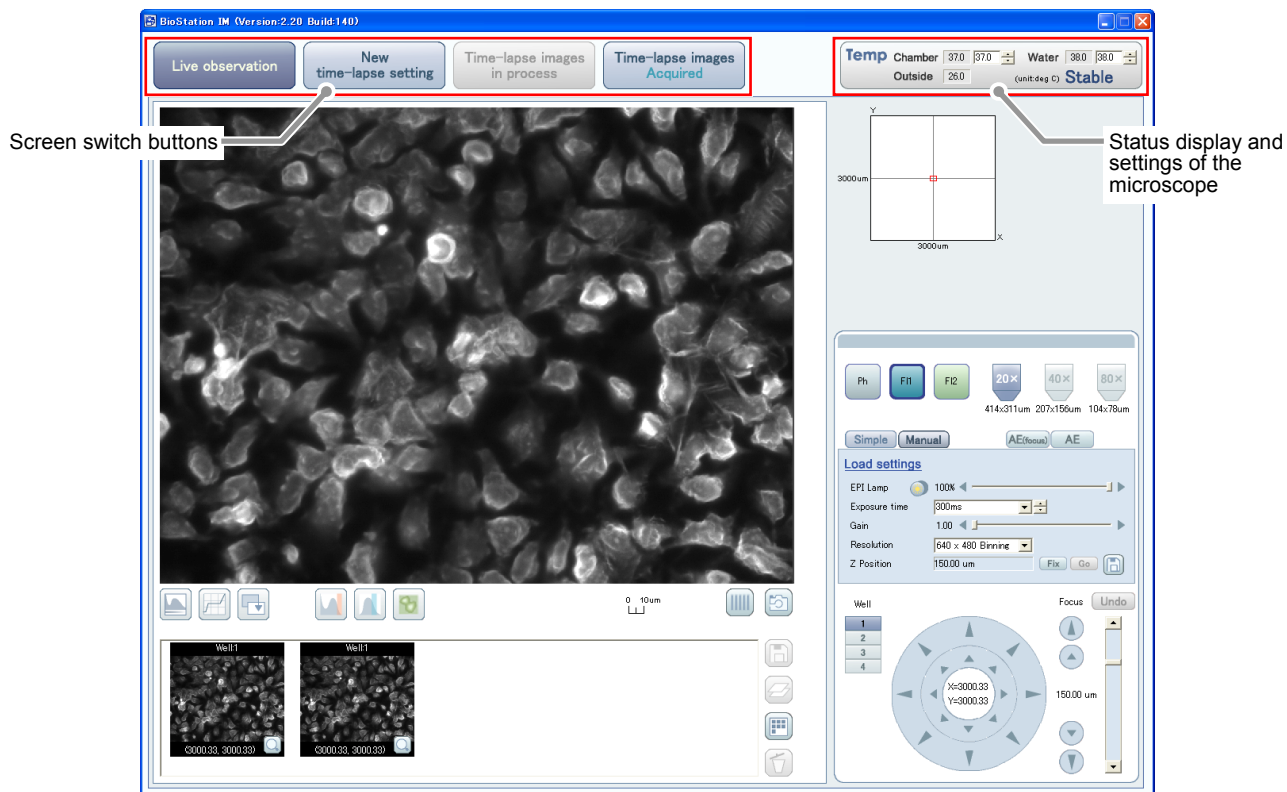 BioStation IM (Version:2.20 Build:140)
Live observation
New
time-lapse setting
Time-lapse images
in process
Time-lapse images
Acquired
Temp Chamber 37.0 37.0 Water 38.0 38.0
Outside 26.0 (unit:deg C) Stable
Screen switch buttons
Status display and
settings of the
microscope
Y
3000um
X
3000um
Ph Fl1 Fl2 20× 40× 80×
414x311um 207x156um 104x78um
Simple Manual AE(focus) AE
Load settings
EPI Lamp 100%
Exposure time 300ms
Gain 1.00
Resolution 640 x 480 Binning
Z Position 150.00 um Fix Go
0 10um
Well Focus Undo
1
2
3
4
X=3000.33
Y=3000.33
150.00 um
Well:1 Well:1
(3000.33, 3000.33) (3000.33, 3000.33)